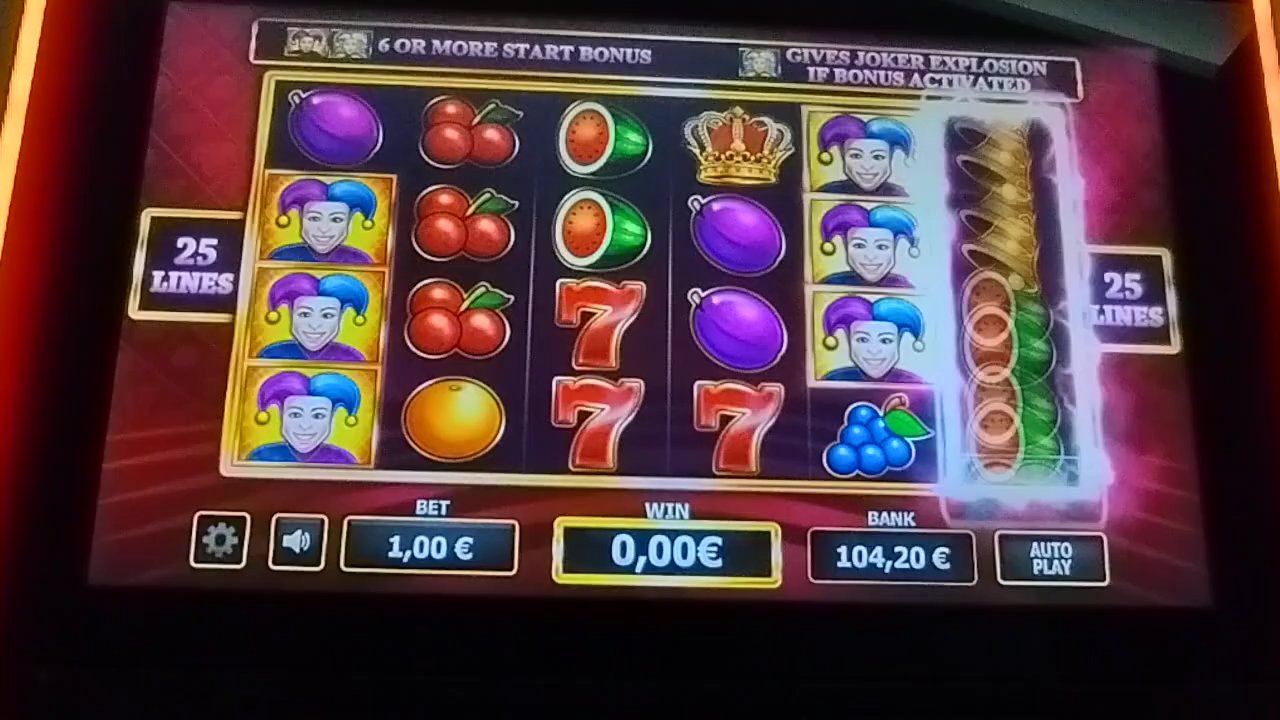 6 OR MORE START BONUS
GIVES JOKER EXPLOSION
IF BONUS ACTIVATED
25
LINES
25
LINES
BET
1,00 €
WIN
0,00€
BANK
104,20 €
AUTO
PLAY